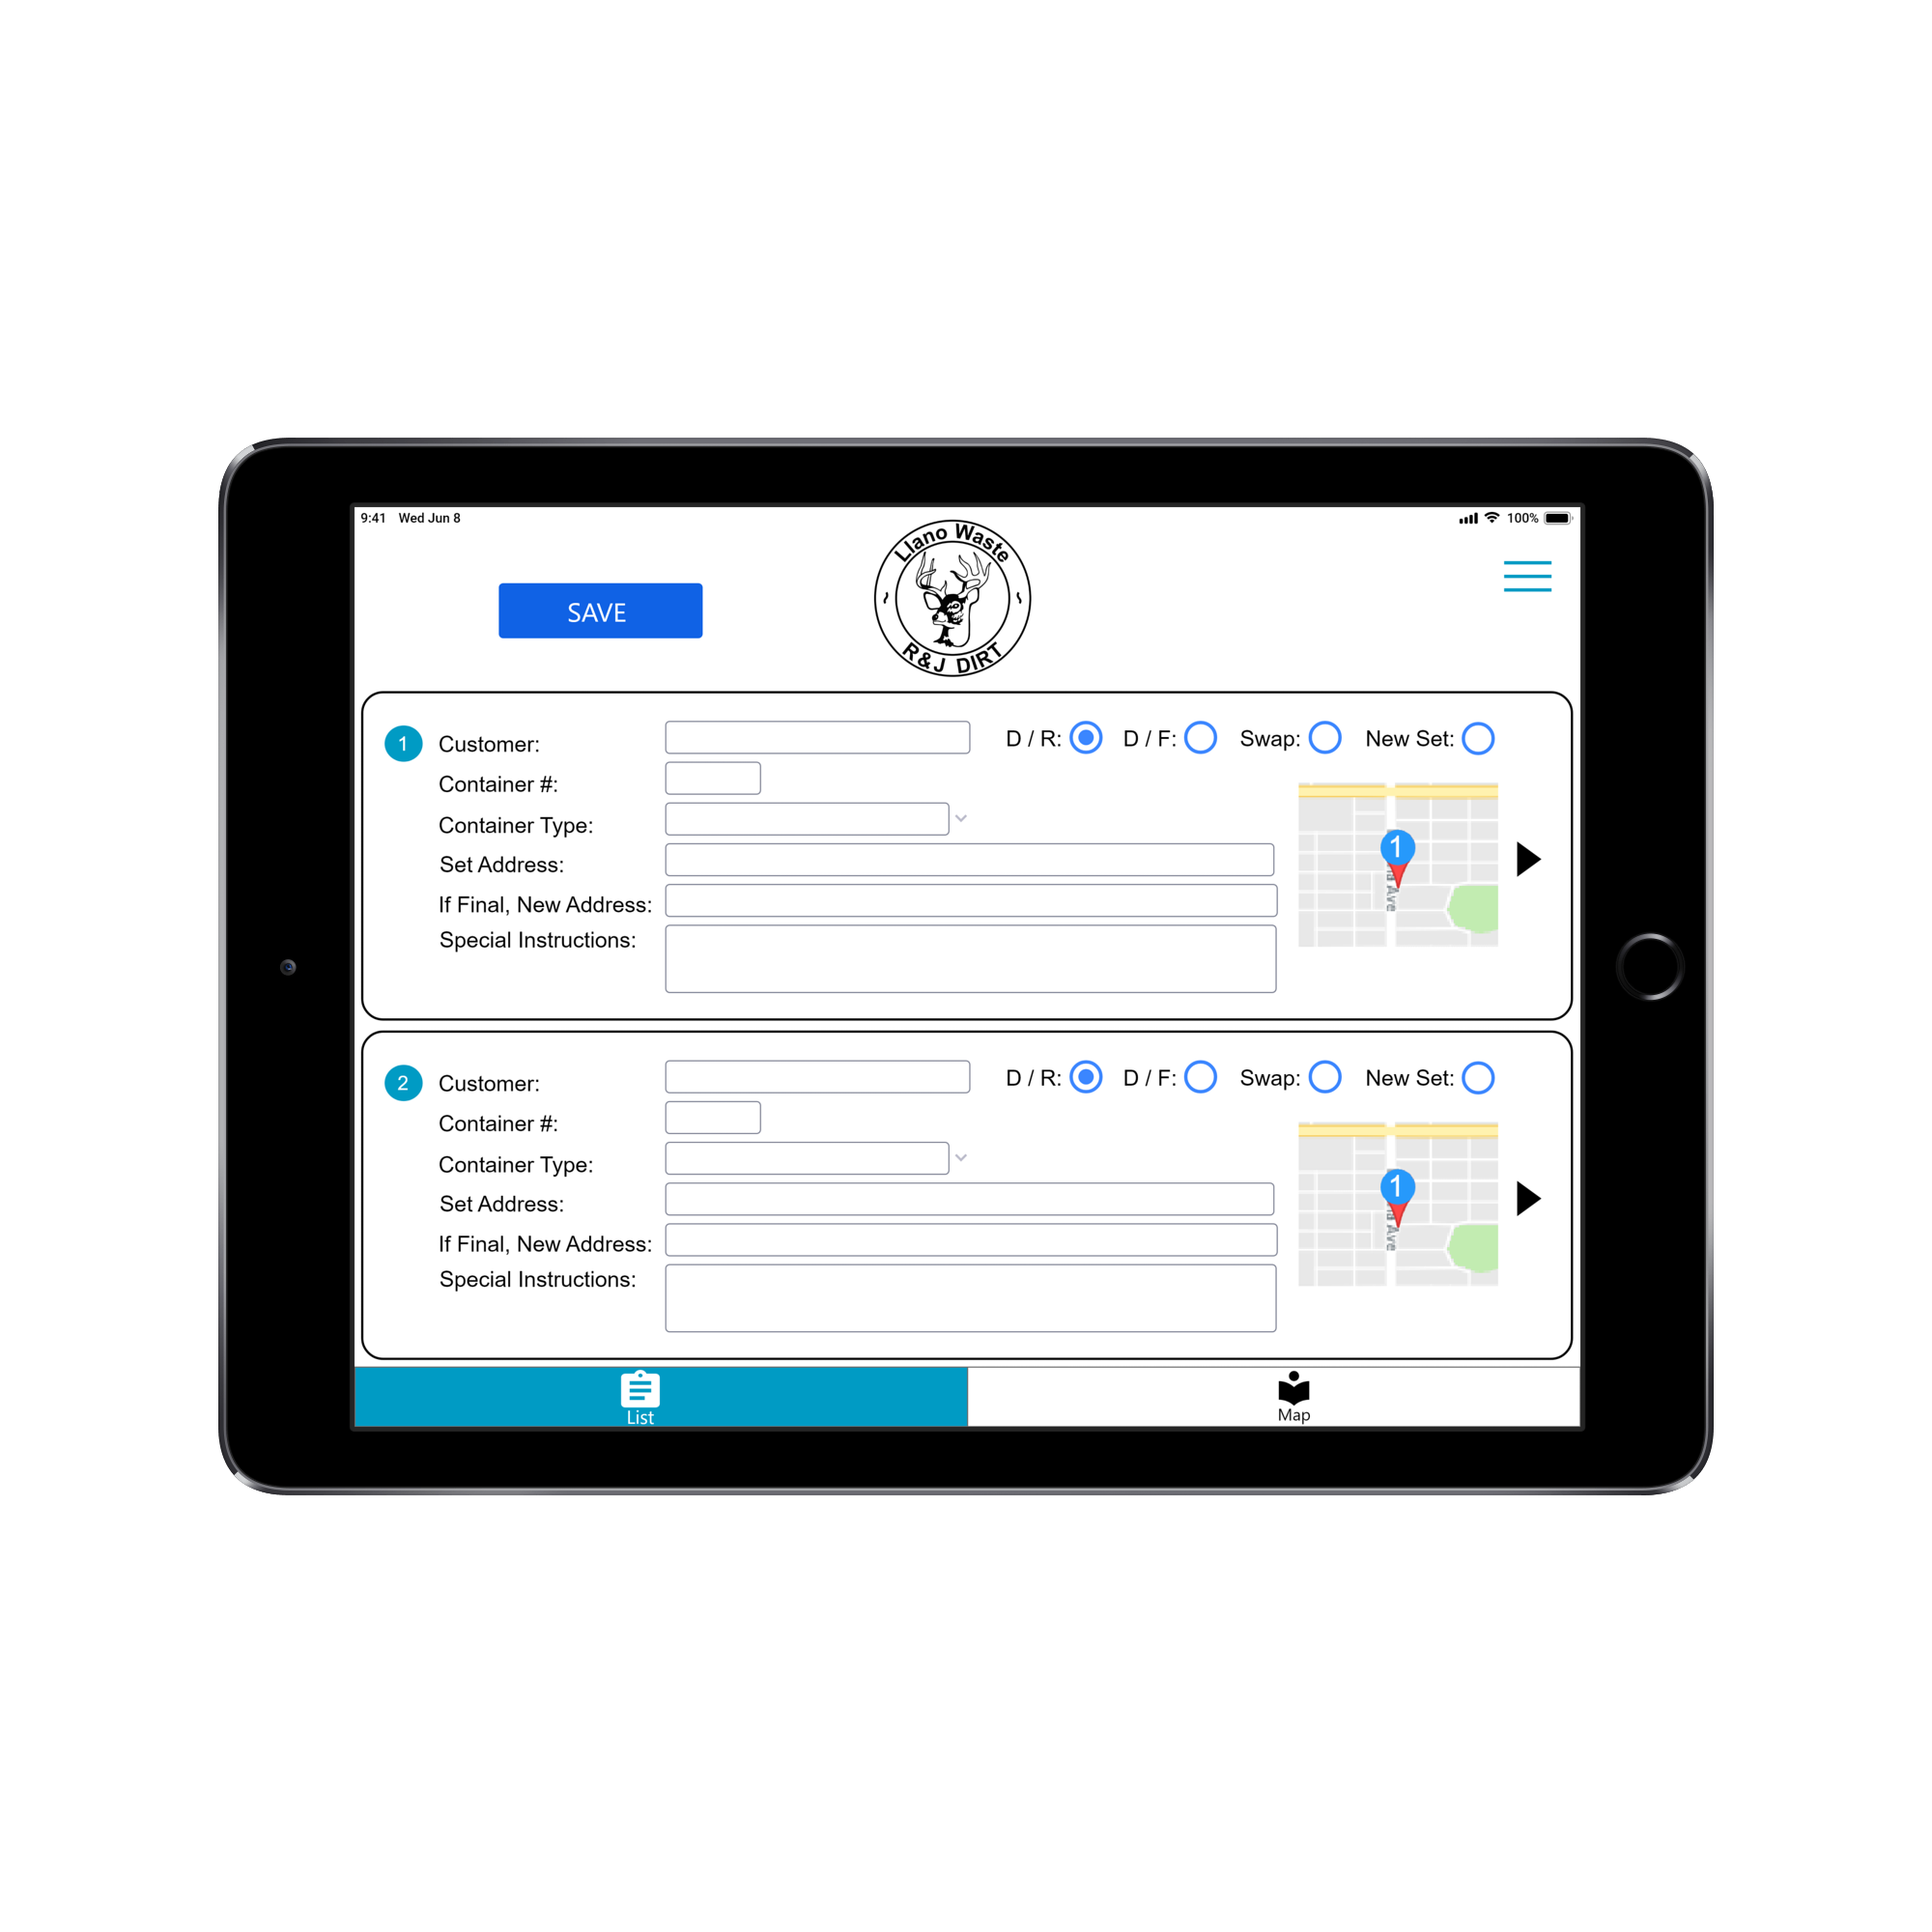 9:41 Wed Jun 8
100%
Llano Waste
R&J DIRT
SAVE
1 Customer:
D / R: D / F: Swap: New Set:
Container #:
Container Type:
Set Address:
If Final, New Address:
Special Instructions:
1
Ave
2 Customer:
D / R: D / F: Swap: New Set:
Container #:
Container Type:
Set Address:
If Final, New Address:
Special Instructions:
1
Ave
List
Map